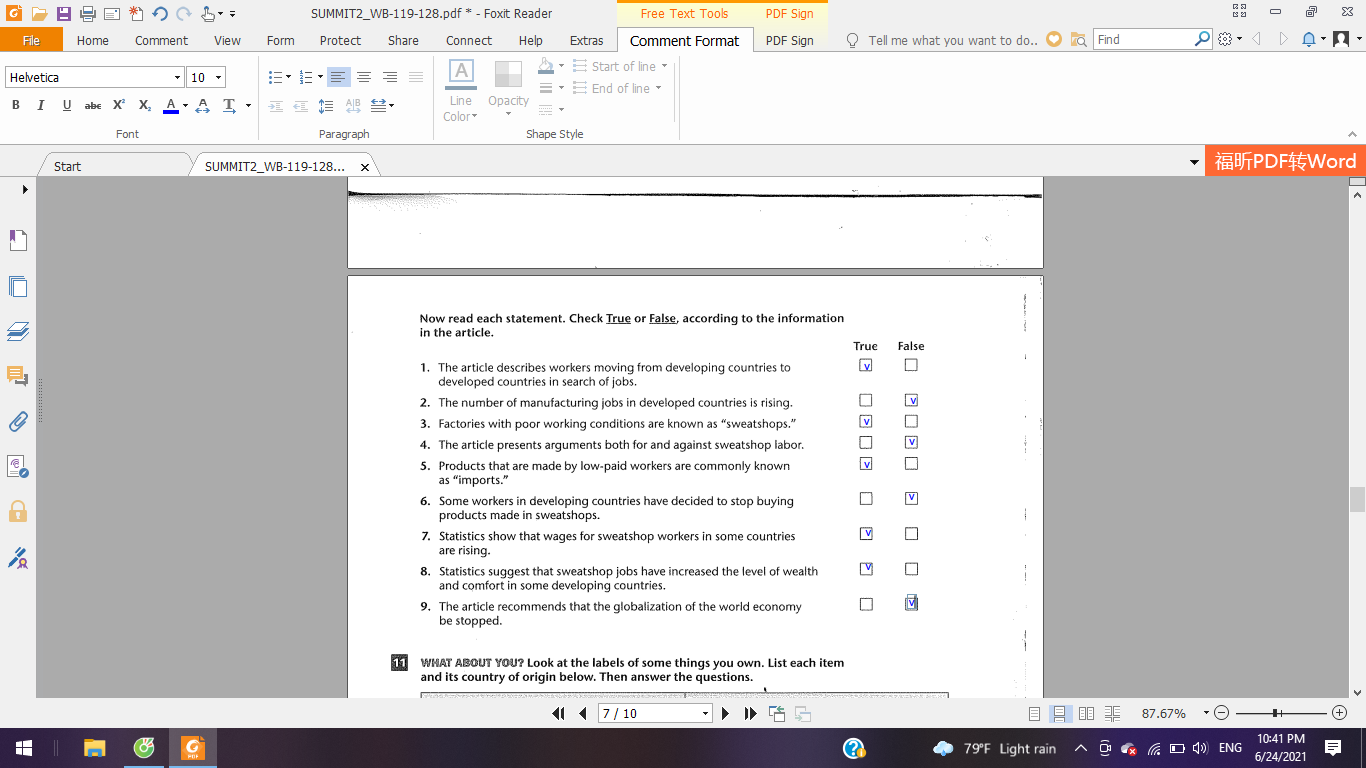 SUMMIT2_WB-119-128.pdf * - Foxit Reader
Free Text Tools
PDF Sign
File
Home
Comment
View
Form
Protect
Share
Connect
Help
Extras
Comment Format
PDF Sign
Tell me what you want to do..
Find
Helvetica
10
Start of line
End of line
B I U abc X² X₂ A A T
Line
Color
Opacity
Font
Paragraph
Shape Style
Start
SUMMIT2_WB-119-128...
福昕PDF转Word
Now read each statement. Check True or False, according to the information
in the article.
True False
1. The article describes workers moving from developing countries to v
developed countries in search of jobs.
2. The number of manufacturing jobs in developed countries is rising. v
3. Factories with poor working conditions are known as “sweatshops.” v
4. The article presents arguments both for and against sweatshop labor. v
5. Products that are made by low-paid workers are commonly known v
as “imports.”
6. Some workers in developing countries have decided to stop buying v
products made in sweatshops.
7. Statistics show that wages for sweatshop workers in some countries v
are rising.
8. Statistics suggest that sweatshop jobs have increased the level of wealth v
and comfort in some developing countries.
9. The article recommends that the globalization of the world economy v
be stopped.
11 WHAT ABOUT YOU? Look at the labels of some things you own. List each item
and its country of origin below. Then answer the questions.
7 / 10
87.67%
79°F Light rain
ENG
10:41 PM
6/24/2021